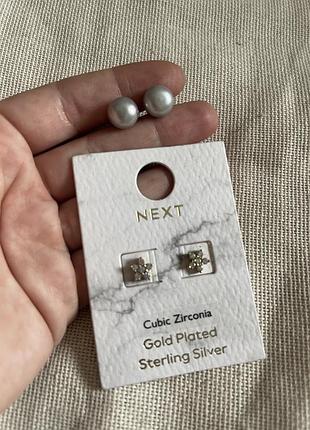 NEXT
Cubic Zirconia
Gold Plated
Sterling Silver